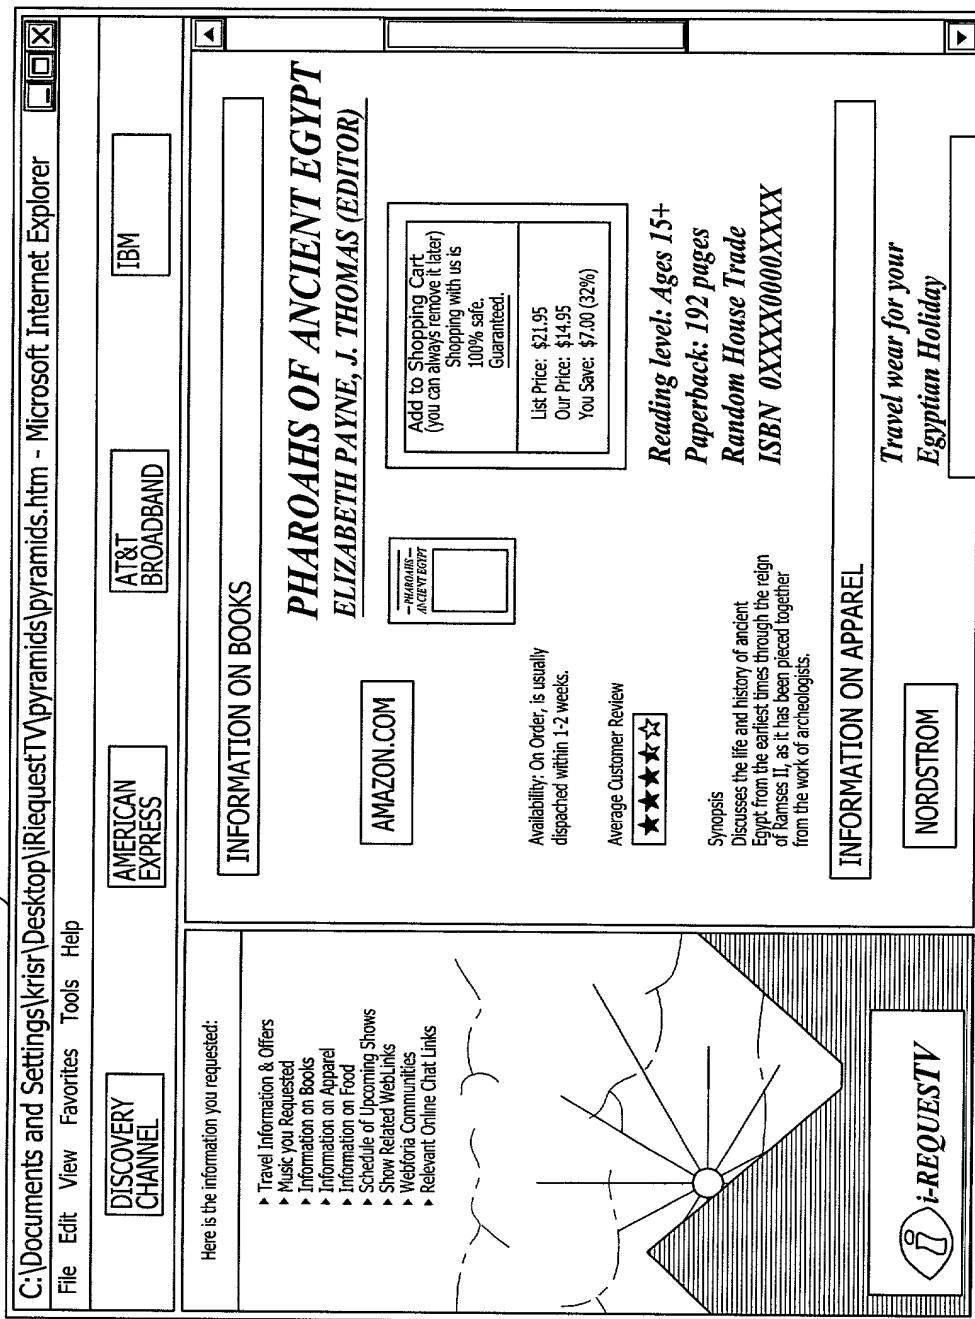 C:\Documents and Settings\krisr\Desktop\iRequestTV\pyramids\pyramids.htm - Microsoft Internet Explorer
File Edit View Favorites Tools Help
DISCOVERY
CHANNEL
AMERICAN
EXPRESS
AT&T
BROADBAND
IBM
Here is the information you requested:
Travel Information & Offers
Music you Requested
Information on Books
Information on Apparel
Information on Food
Schedule of Upcoming Shows
Show Related WebLinks
Webforia Communities
Relevant Online Chat Links
i-REQUESTV
INFORMATION ON BOOKS
PHAROAHS OF ANCIENT EGYPT
ELIZABETH PAYNE, J. THOMAS (EDITOR)
AMAZON.COM
PHAROAHS
ANCIENT EGYPT
Add to Shopping Cart
(you can always remove it later)
Shopping with us is
100% safe.
Guaranteed.
List Price: $21.95
Our Price: $14.95
You Save: $7.00 (32%)
Availability: On Order, is usually
dispached within 1-2 weeks.
Average Customer Review
Reading level: Ages 15+
Paperback: 192 pages
Random House Trade
ISBN 0XXXX0000XXXX
Synopsis
Discusses the life and history of ancient
Egypt from the earliest times through the reign
of Ramses II, as it has been pieced together
from the work of archeologists.
INFORMATION ON APPAREL
NORDSTROM
Travel wear for your
Egyptian Holiday